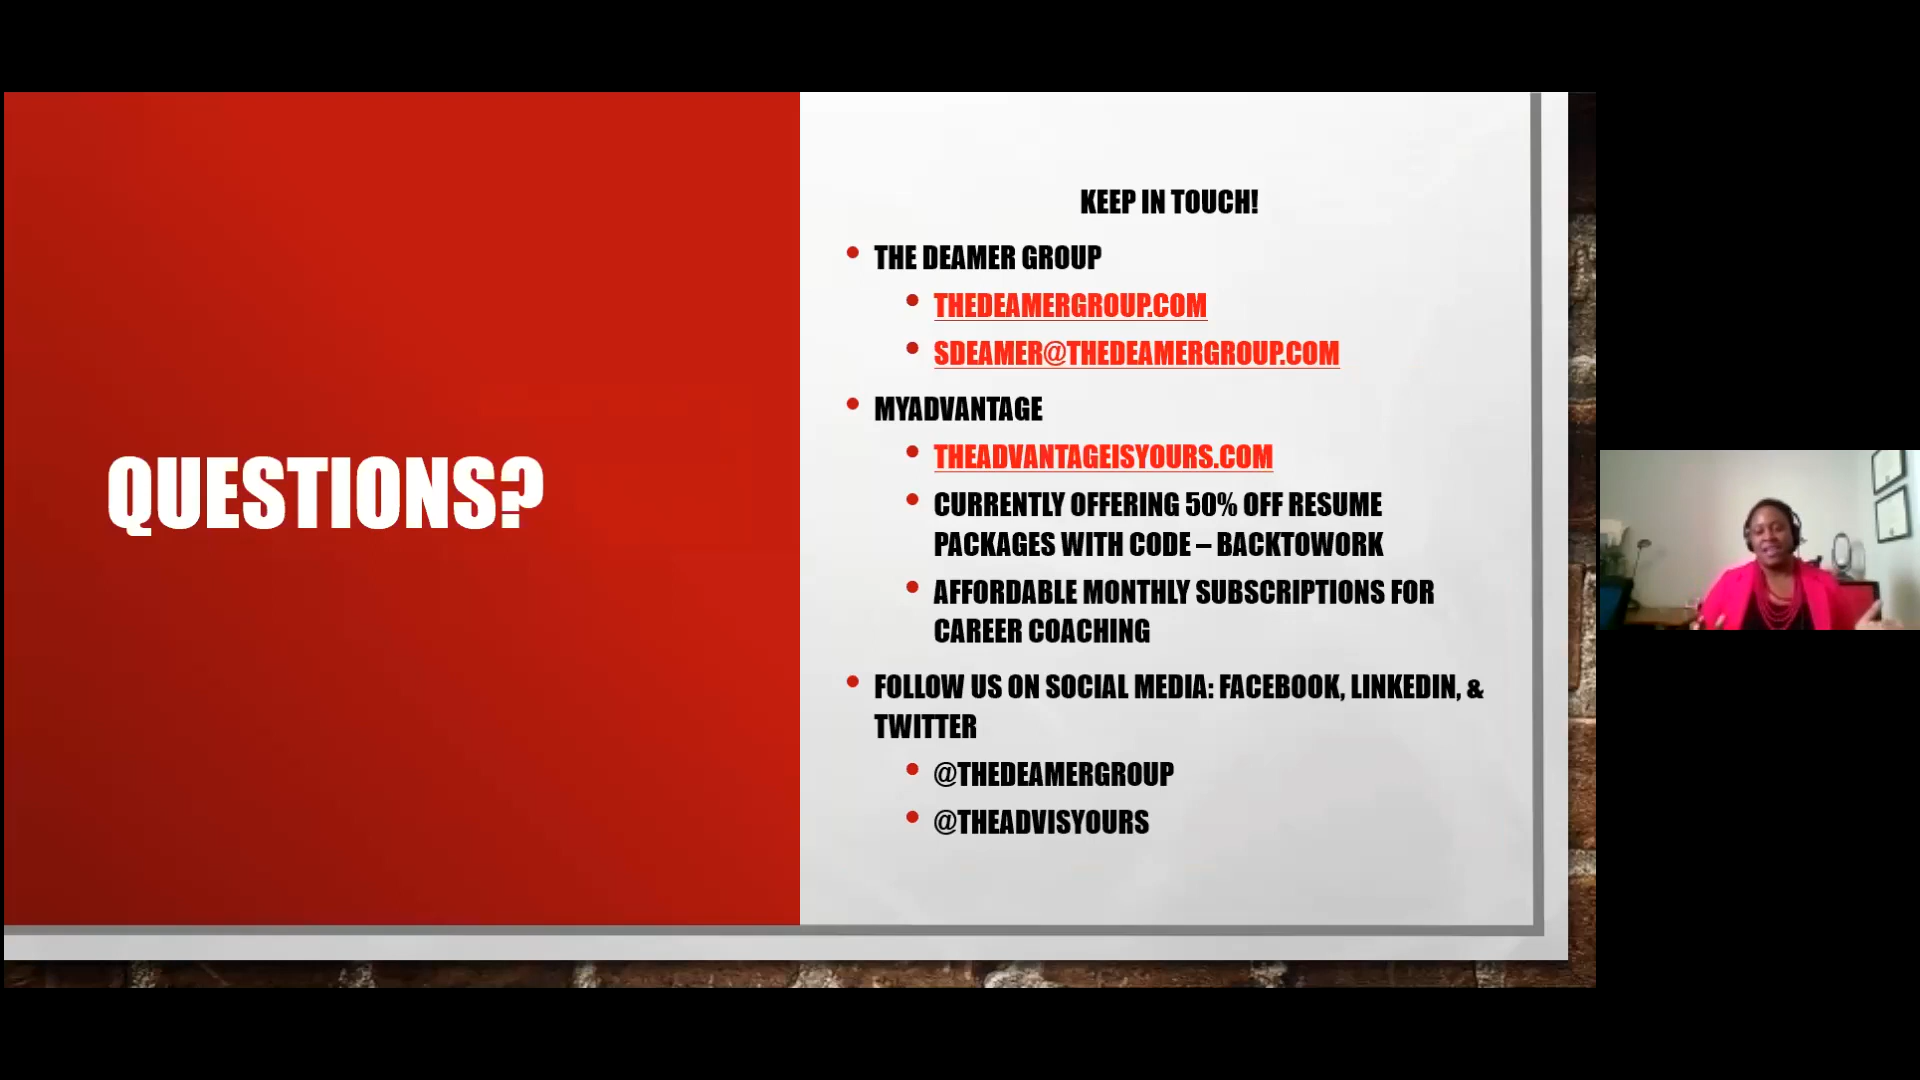 QUESTIONS?
KEEP IN TOUCH!
• THE DEAMER GROUP
• THEDEAMERGROUP.COM
• SDEAMER@THEDEAMERGROUP.COM
• MYADVANTAGE
• THEADVANTAGEISYOURS.COM
• CURRENTLY OFFERING 50% OFF RESUME
PACKAGES WITH CODE – BACKTOWORK
• AFFORDABLE MONTHLY SUBSCRIPTIONS FOR
CAREER COACHING
• FOLLOW US ON SOCIAL MEDIA: FACEBOOK, LINKEDIN, &
TWITTER
• @THEDEAMERGROUP
• @THEADVISYOURS